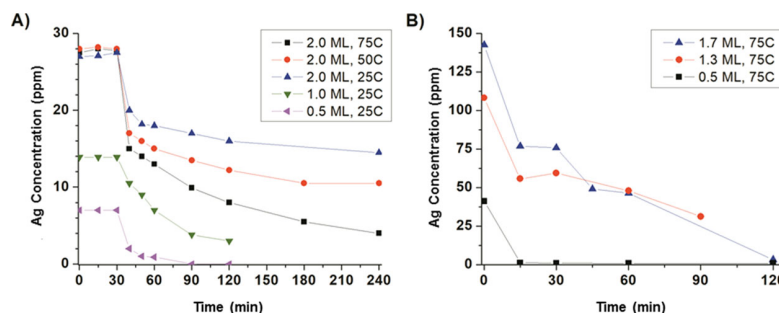 A)
Ag Concentration (ppm)
30
20
10
0
2.0 ML, 75C
2.0 ML, 50C
2.0 ML, 25C
1.0 ML, 25C
0.5 ML, 25C
0 30 60 90 120 150 180 210 240
Time (min)
B)
Ag Concentration (ppm)
150
125
100
75
50
25
0
1.7 ML, 75C
1.3 ML, 75C
0.5 ML, 75C
0 30 60 90 120
Time (min)